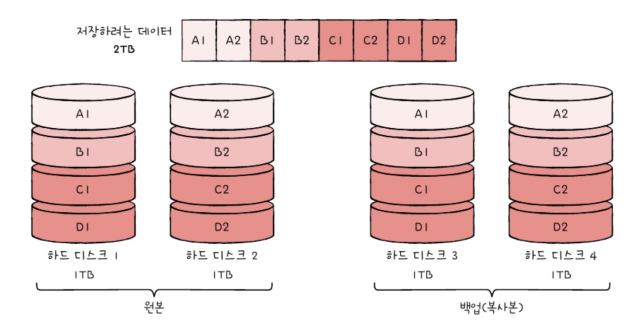 저장하려는 데이터
2TB
A1 A2 B1 B2 C1 C2 D1 D2
A1 A2 A1 A2
B1 B2 B1 B2
C1 C2 C1 C2
D1 D2 D1 D2
하드 디스크 1 하드 디스크 2 하드 디스크 3 하드 디스크 4
1TB 1TB 1TB 1TB
원본 백업(복사본)